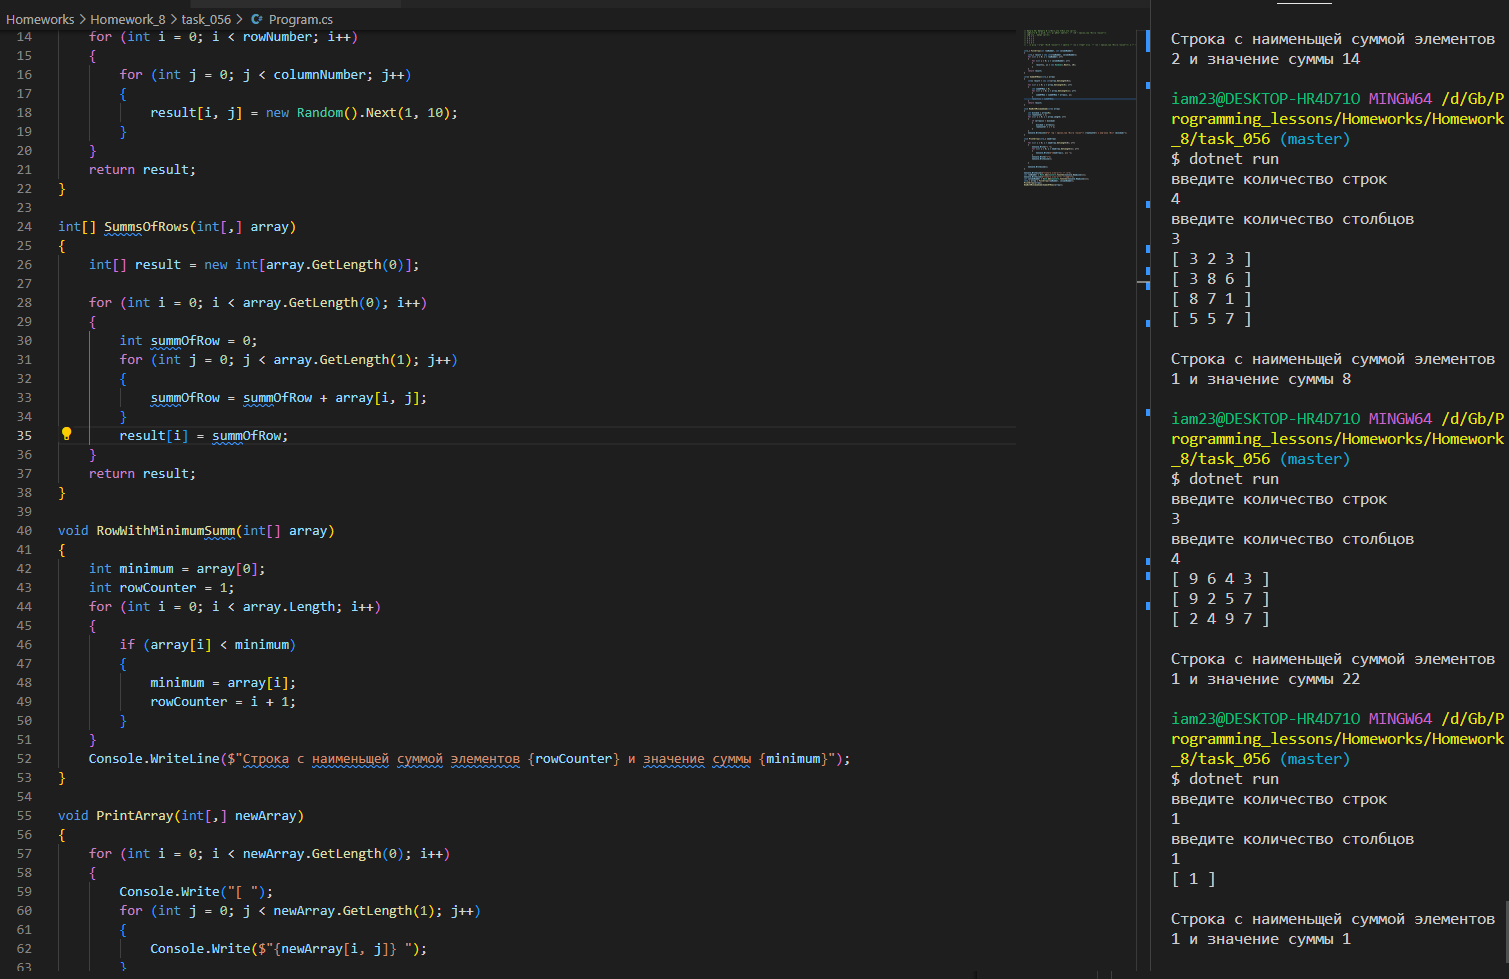 Homeworks > Homework_8 > task_056 > C# Program.cs
14 for (int i = 0; i < rowNumber; i++)
15 {
16 for (int j = 0; j < columnNumber; j++)
17 {
18 result[i, j] = new Random().Next(1, 10);
19 }
20 }
21 return result;
22 }
23
24 int[] SummsOfRows(int[,] array)
25 {
26 int[] result = new int[array.GetLength(0)];
27
28 for (int i = 0; i < array.GetLength(0); i++)
29 {
30 int summOfRow = 0;
31 for (int j = 0; j < array.GetLength(1); j++)
32 {
33 summOfRow = summOfRow + array[i, j];
34 }
35 result[i] = summOfRow;
36 }
37 return result;
38 }
39
40 void RowWithMinimumSumm(int[] array)
41 {
42 int minimum = array[0];
43 int rowCounter = 1;
44 for (int i = 0; i < array.Length; i++)
45 {
46 if (array[i] < minimum)
47 {
48 minimum = array[i];
49 rowCounter = i + 1;
50 }
51 }
52 Console.WriteLine($"Строка с наименьщей суммой элементов {rowCounter} и значение суммы {minimum}");
53 }
54
55 void PrintArray(int[,] newArray)
56 {
57 for (int i = 0; i < newArray.GetLength(0); i++)
58 {
59 Console.Write("[ ");
60 for (int j = 0; j < newArray.GetLength(1); j++)
61 {
62 Console.Write($"{newArray[i, j]} ");
63 }
Строка с наименьщей суммой элементов
2 и значение суммы 14
iam23@DESKTOP-HR4D71O MINGW64 /d/Gb/P
rogramming_lessons/Homeworks/Homework
_8/task_056 (master)
$ dotnet run
введите количество строк
4
введите количество столбцов
3
[ 3 2 3 ]
[ 3 8 6 ]
[ 8 7 1 ]
[ 5 5 7 ]
Строка с наименьщей суммой элементов
1 и значение суммы 8
iam23@DESKTOP-HR4D71O MINGW64 /d/Gb/P
rogramming_lessons/Homeworks/Homework
_8/task_056 (master)
$ dotnet run
введите количество строк
3
введите количество столбцов
4
[ 9 6 4 3 ]
[ 9 2 5 7 ]
[ 2 4 9 7 ]
Строка с наименьщей суммой элементов
1 и значение суммы 22
iam23@DESKTOP-HR4D71O MINGW64 /d/Gb/P
rogramming_lessons/Homeworks/Homework
_8/task_056 (master)
$ dotnet run
введите количество строк
1
введите количество столбцов
1
[ 1 ]
Строка с наименьщей суммой элементов
1 и значение суммы 1